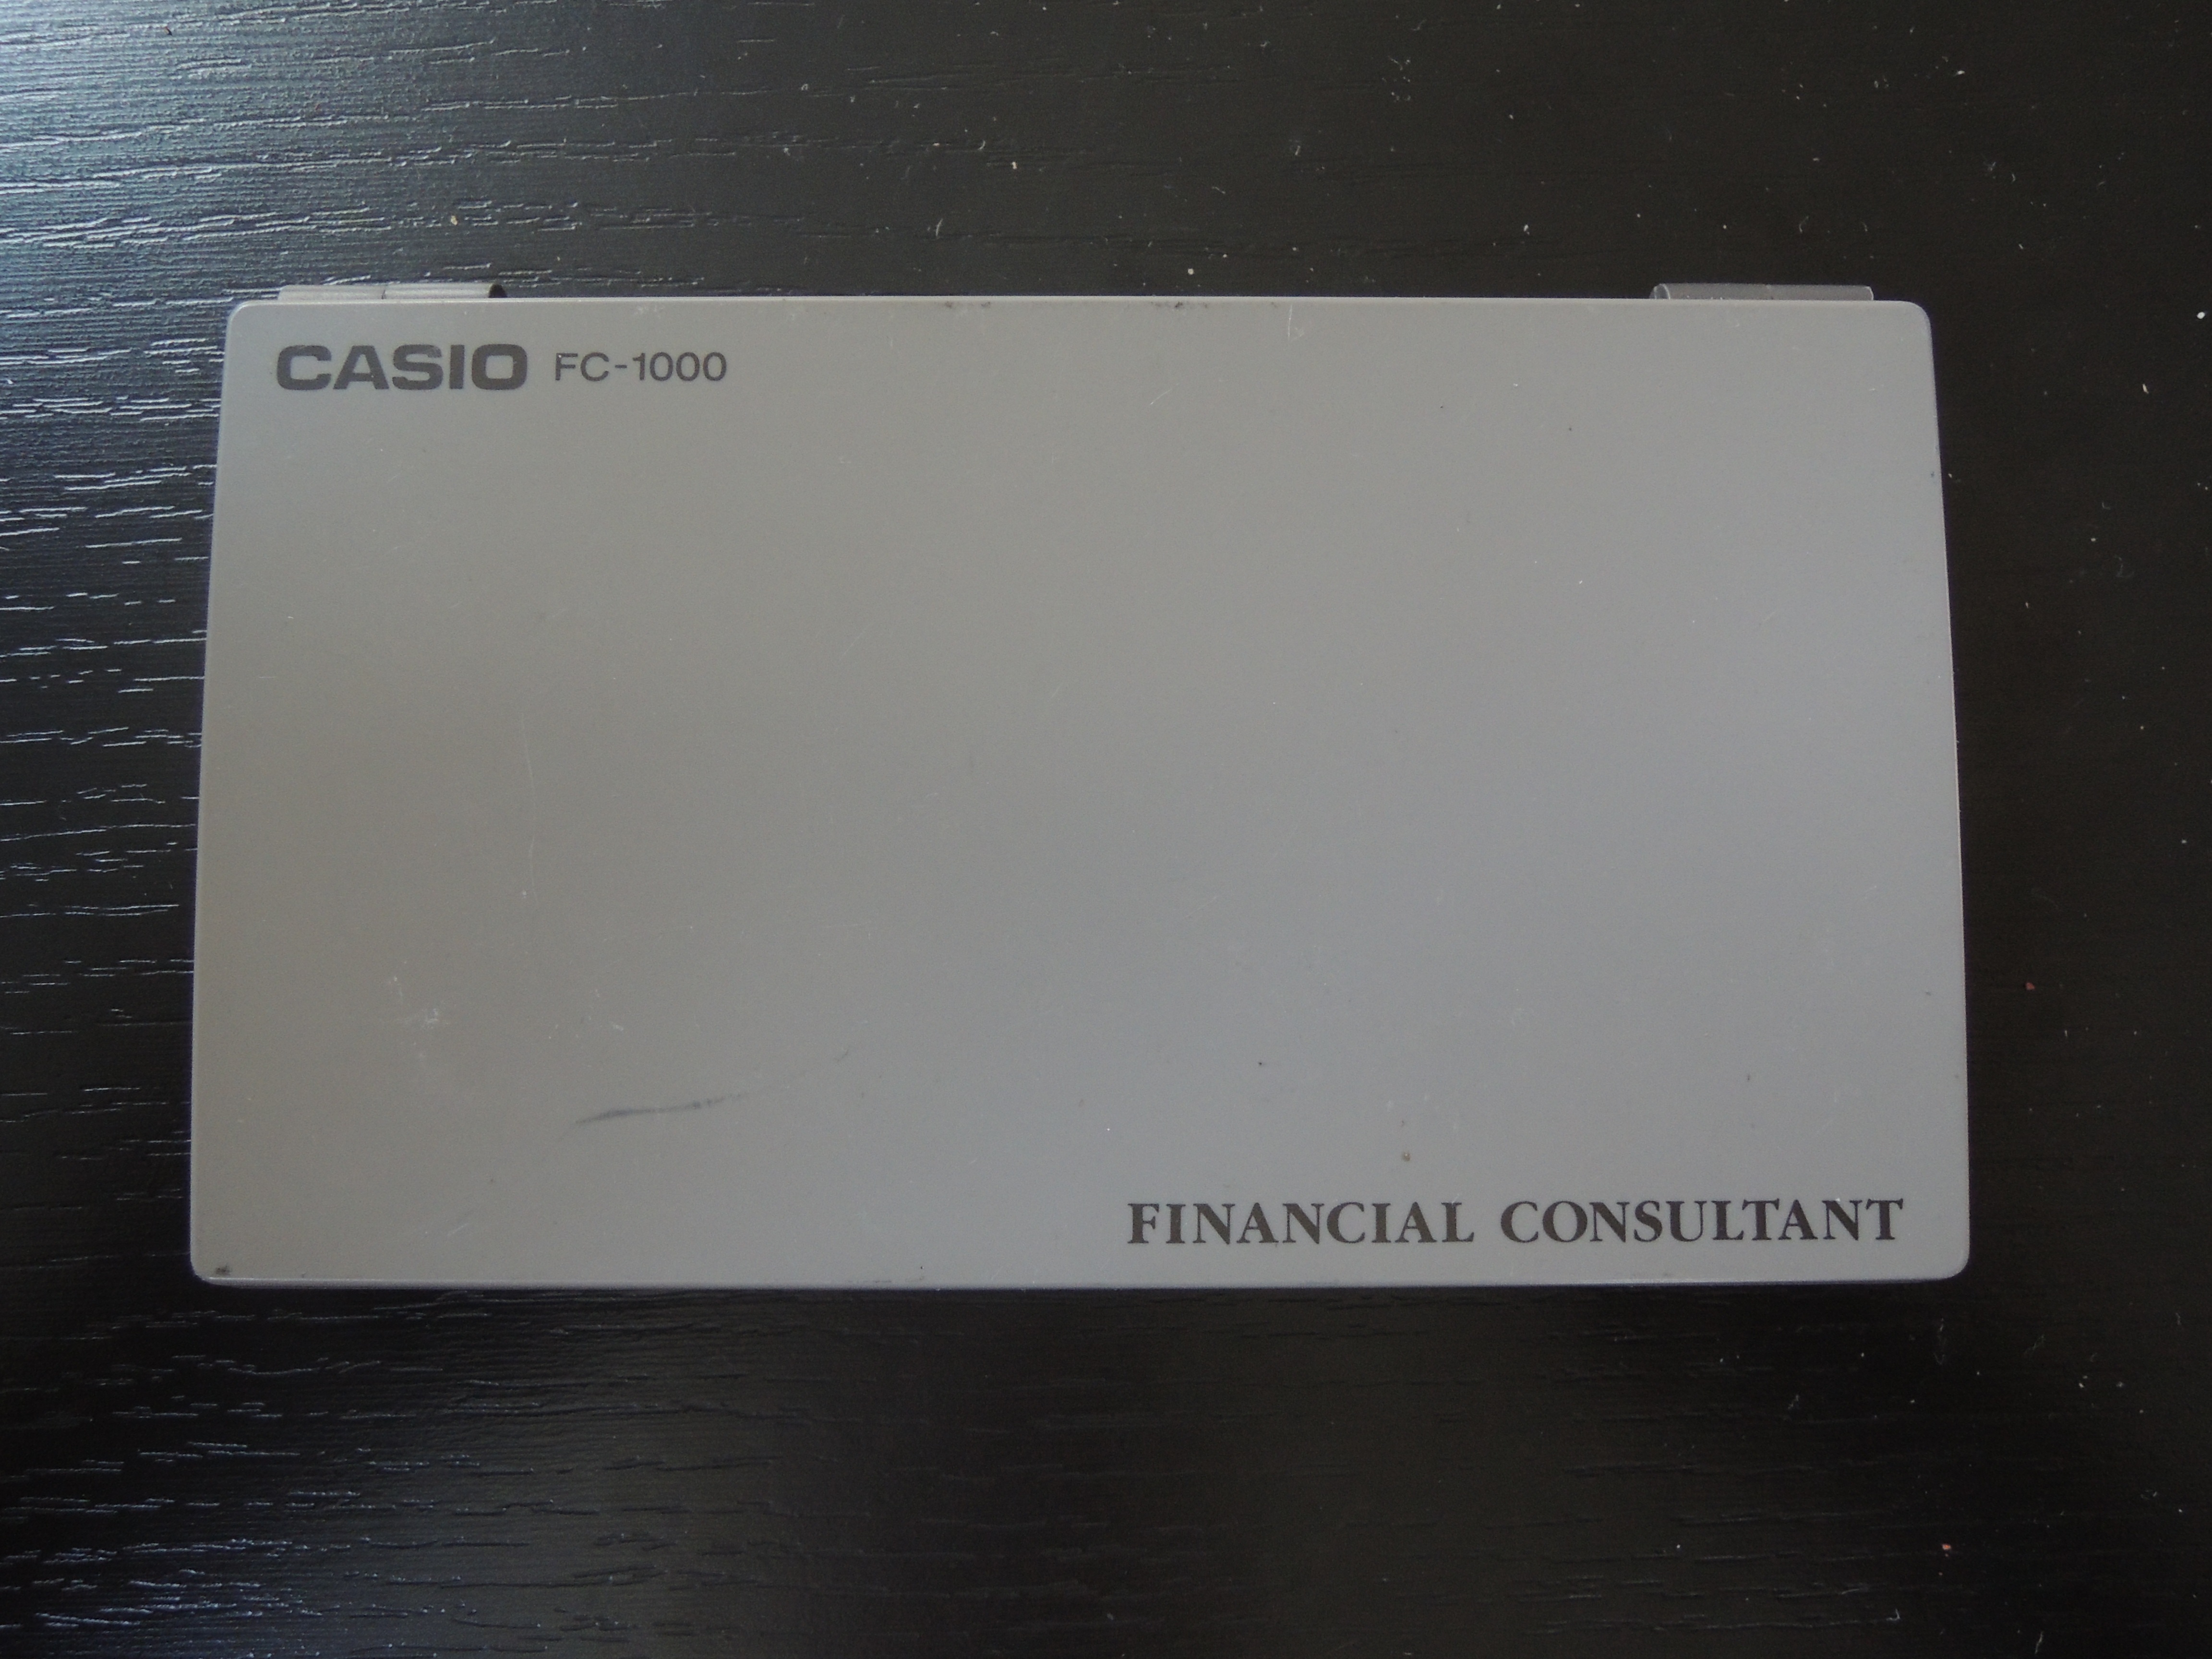 CASIO FC-1000
FINANCIAL CONSULTANT